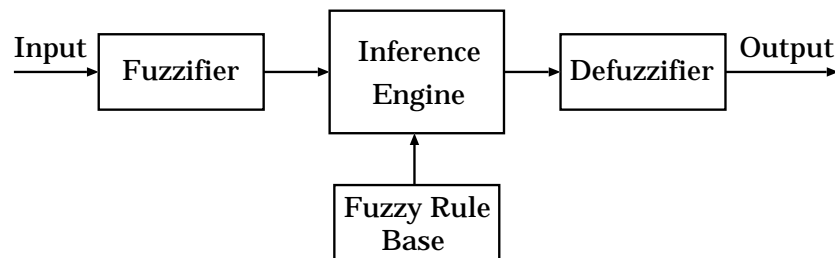 Input
Fuzzifier
Inference
Engine
Defuzzifier
Output
Fuzzy Rule
Base